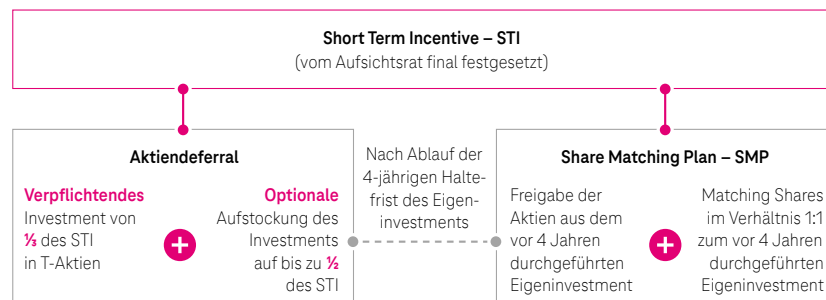 Short Term Incentive – STI
(vom Aufsichtsrat final festgesetzt)
Aktiendeferral
Verpflichtendes
Investment von
⅓ des STI
in T-Aktien
Optionale
Aufstockung des
Investments
auf bis zu ½
des STI
Nach Ablauf der
4-jährigen Halte-
frist des Eigen-
investments
Share Matching Plan – SMP
Freigabe der
Aktien aus dem
vor 4 Jahren
durchgeführten
Eigeninvestment
Matching Shares
im Verhältnis 1:1
zum vor 4 Jahren
durchgeführten
Eigeninvestment